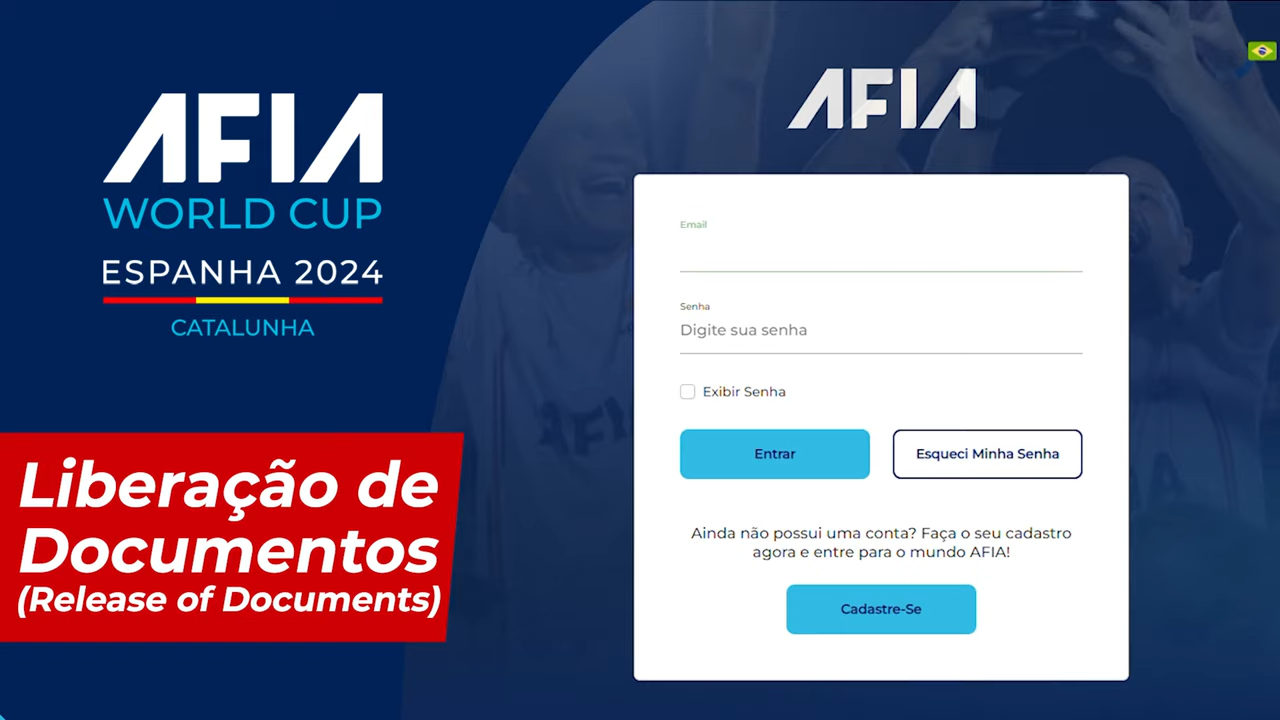 AFIA
WORLD CUP
ESPANHA 2024
CATALUNHA
Liberação de
Documentos
(Release of Documents)
AFIA
Email
Senha
Digite sua senha
Exibir Senha
Entrar
Esqueci Minha Senha
Ainda não possui uma conta? Faça o seu cadastro
agora e entre para o mundo AFIA!
Cadastre-Se